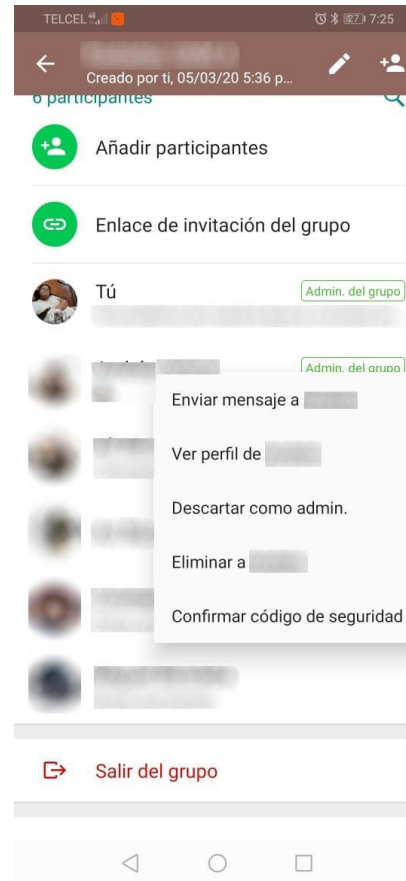 TELCEL 27 7:25
Creado por ti, 05/03/20 5:36 p...
6 participantes
Añadir participantes
Enlace de invitación del grupo
Tú Admin. del grupo
Admin. del grupo
Enviar mensaje a
Ver perfil de
Descartar como admin.
Eliminar a
Confirmar código de seguridad
Salir del grupo